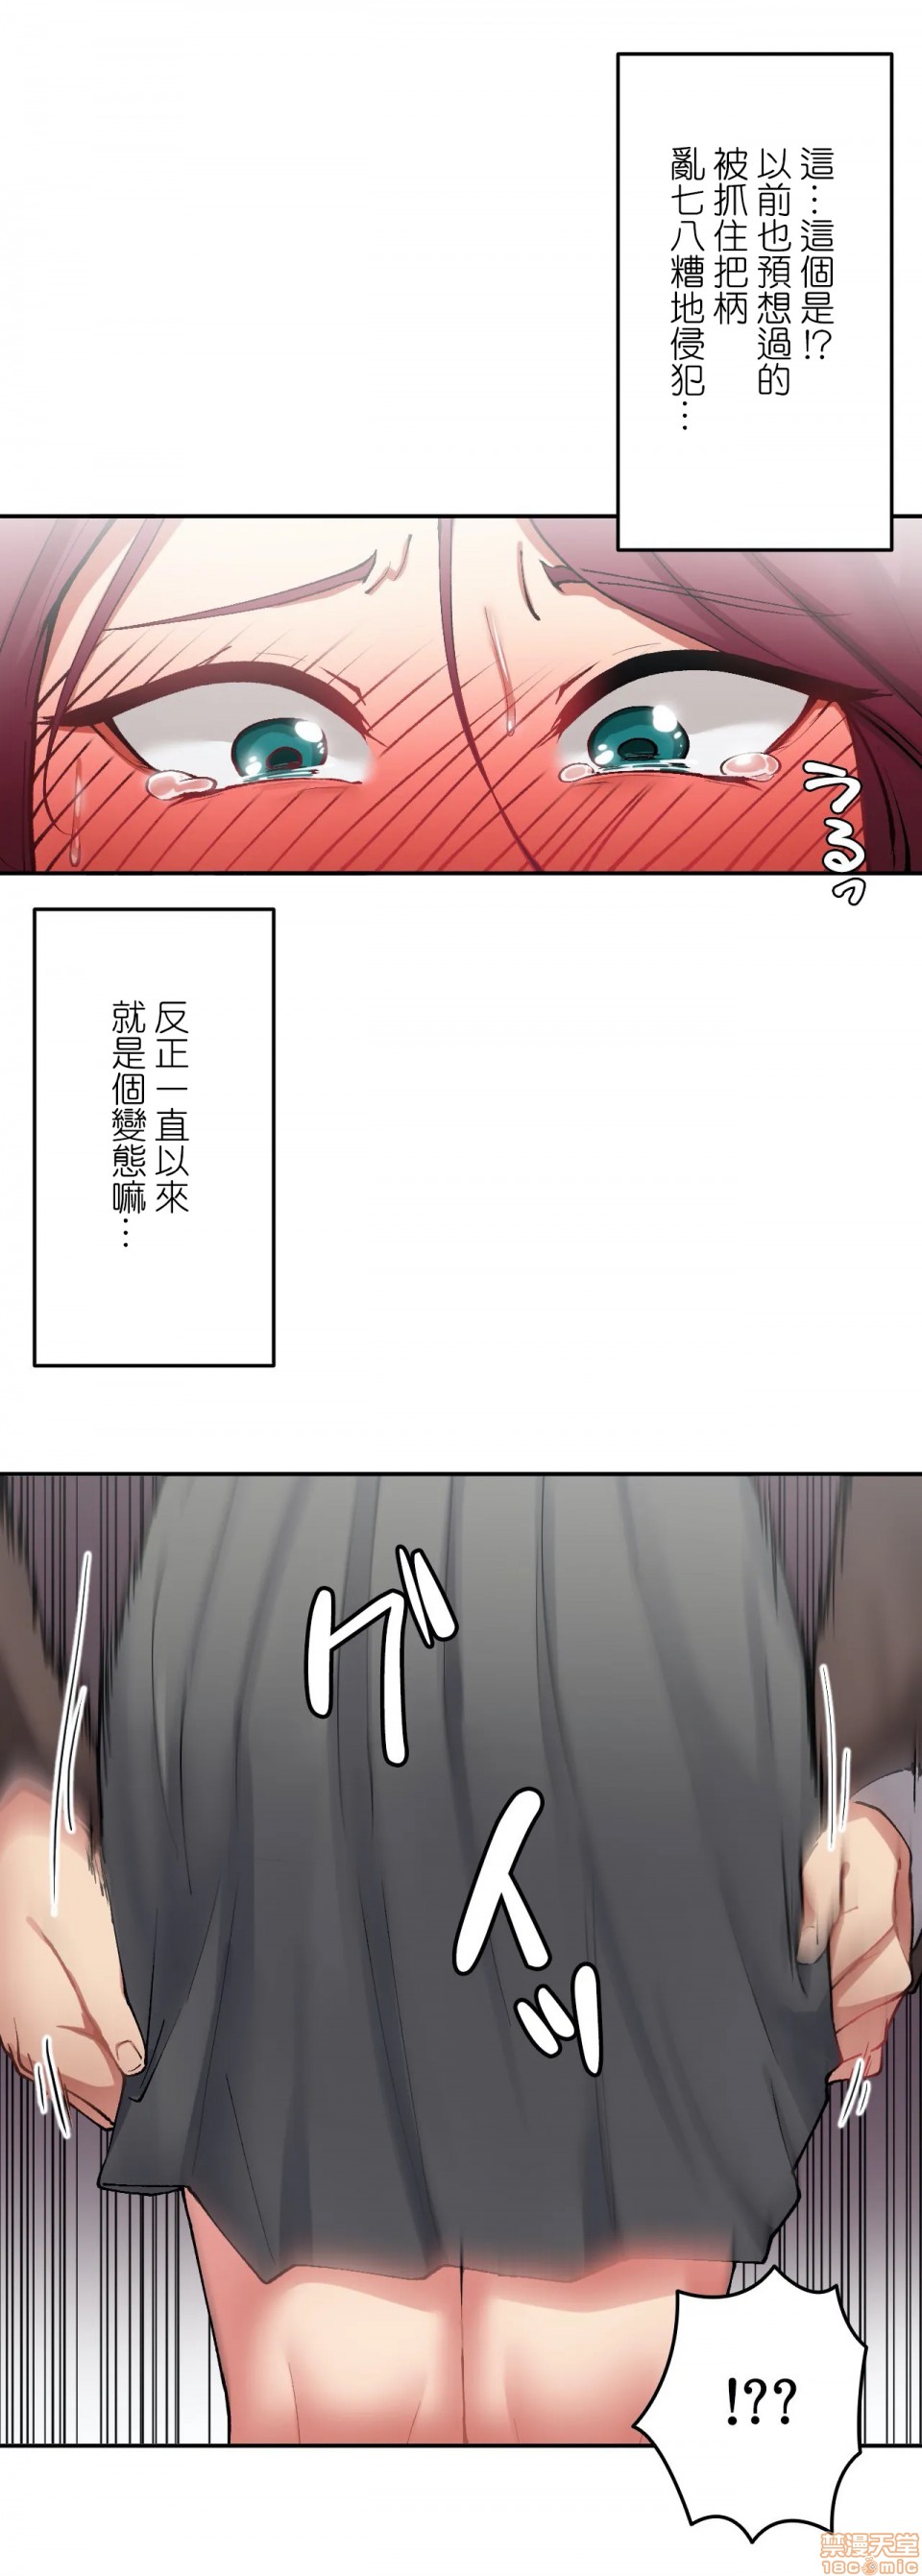 這…這個是!?
以前也預想過的
被抓住把柄
亂七八糟地侵犯…
うるっ
反正一直以來
就是個變態嘛…
グイッ
!??
禁漫天堂
18comic